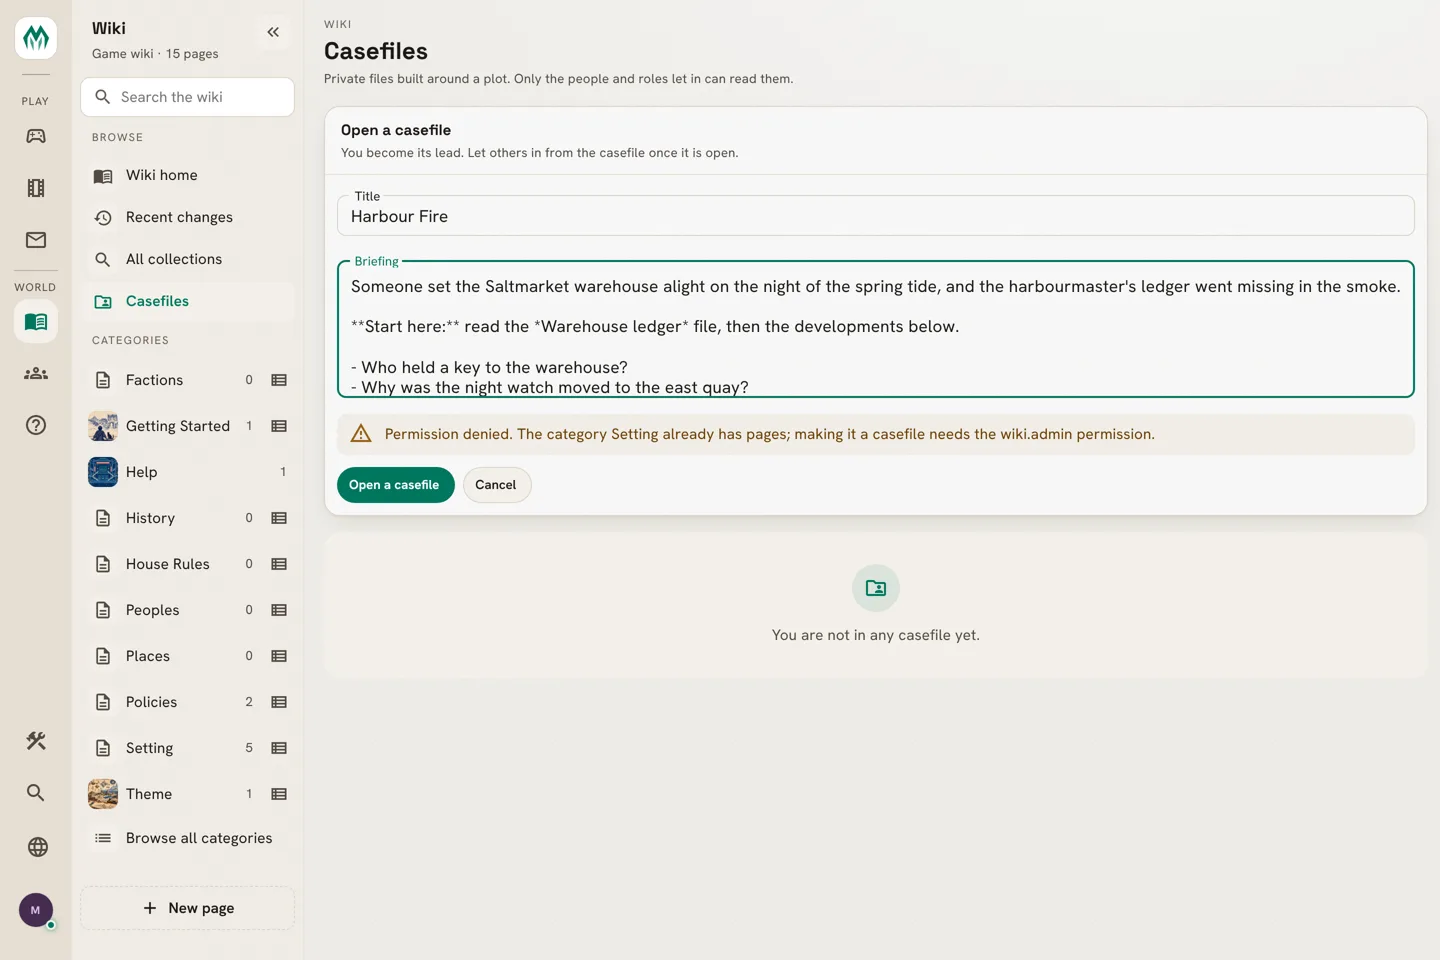 PLAY
WORLD
M
Wiki
Game wiki · 15 pages
Search the wiki
BROWSE
Wiki home
Recent changes
All collections
Casefiles
CATEGORIES
Factions 0
Getting Started 1
Help 1
History 0
House Rules 0
Peoples 0
Places 0
Policies 2
Setting 5
Theme 1
Browse all categories
+ New page
WIKI
Casefiles
Private files built around a plot. Only the people and roles let in can read them.
Open a casefile
You become its lead. Let others in from the casefile once it is open.
Title
Harbour Fire
Briefing
Someone set the Saltmarket warehouse alight on the night of the spring tide, and the harbourmaster's ledger went missing in the smoke.
**Start here:** read the *Warehouse ledger* file, then the developments below.
- Who held a key to the warehouse?
- Why was the night watch moved to the east quay?
Permission denied. The category Setting already has pages; making it a casefile needs the wiki.admin permission.
Open a casefile
Cancel
You are not in any casefile yet.